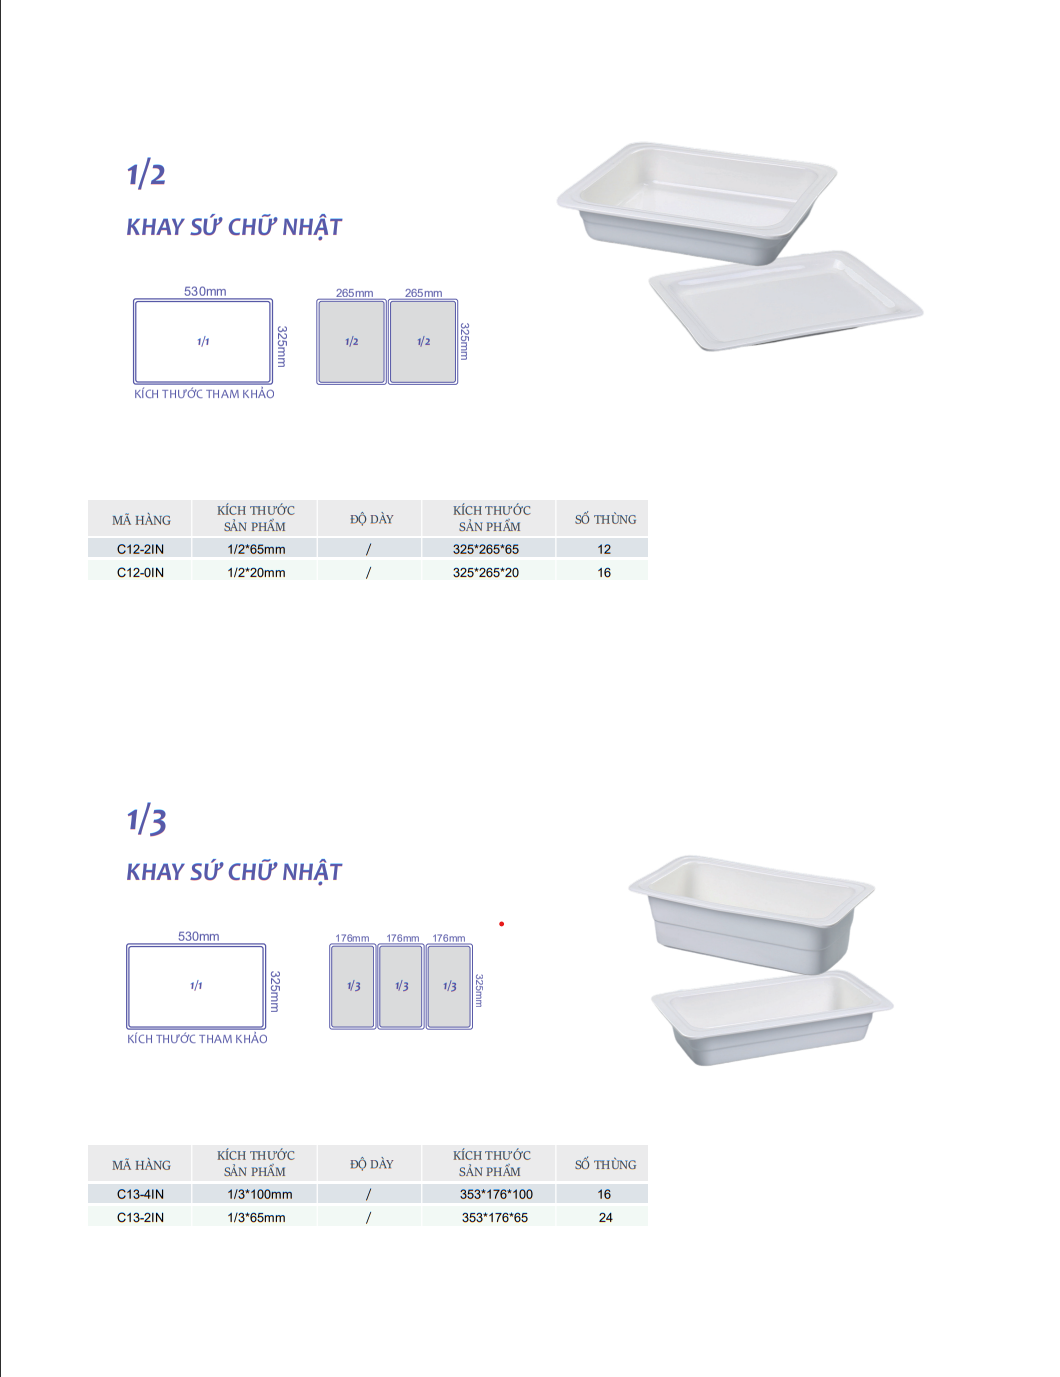 1/2
KHAY SỨ CHỮ NHẬT
530mm
265mm 265mm
1/1
325mm
1/2 1/2
325mm
KÍCH THƯỚC THAM KHẢO
MÃ HÀNG KÍCH THƯỚC SẢN PHẨM ĐỘ DÀY KÍCH THƯỚC SẢN PHẨM SỐ THÙNG
C12-2IN 1/2*65mm / 325*265*65 12
C12-0IN 1/2*20mm / 325*265*20 16
1/3
KHAY SỨ CHỮ NHẬT
530mm
176mm 176mm 176mm
1/1
325mm
1/3 1/3 1/3
325mm
KÍCH THƯỚC THAM KHẢO
MÃ HÀNG KÍCH THƯỚC SẢN PHẨM ĐỘ DÀY KÍCH THƯỚC SẢN PHẨM SỐ THÙNG
C13-4IN 1/3*100mm / 353*176*100 16
C13-2IN 1/3*65mm / 353*176*65 24